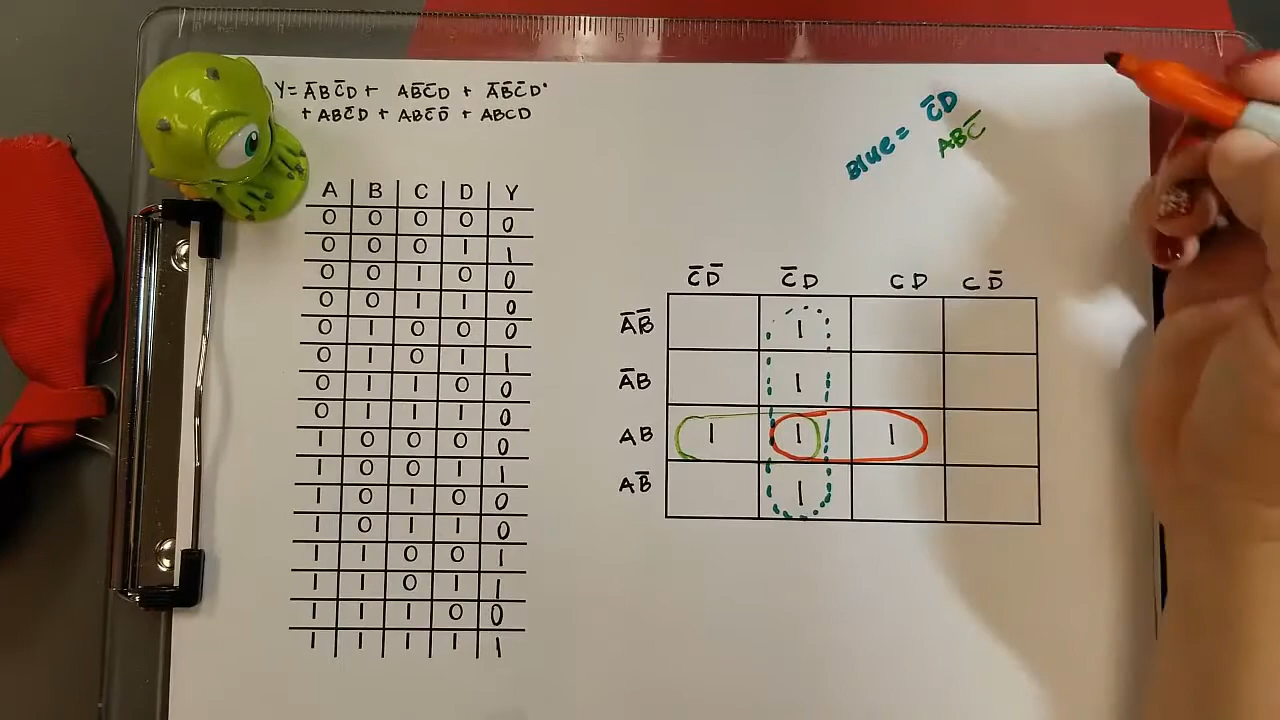 Y = A̅BC̅D + AB̅C̅D + A̅B̅C̅D
+ ABC̅D + ABC̅D̅ + ABCD
Blue = C̅D
ABC̅
A B C D Y
0 0 0 0 0
0 0 0 1 1
0 0 1 0 0
0 0 1 1 0
0 1 0 0 0
0 1 0 1 1
0 1 1 0 0
0 1 1 1 0
1 0 0 0 0
1 0 0 1 1
1 0 1 0 0
1 0 1 1 0
1 1 0 0 1
1 1 0 1 1
1 1 1 0 0
1 1 1 1 1
C̅D̅ C̅D CD CD̅
A̅B̅ 1
A̅B 1
AB 1 1 1
AB̅ 1